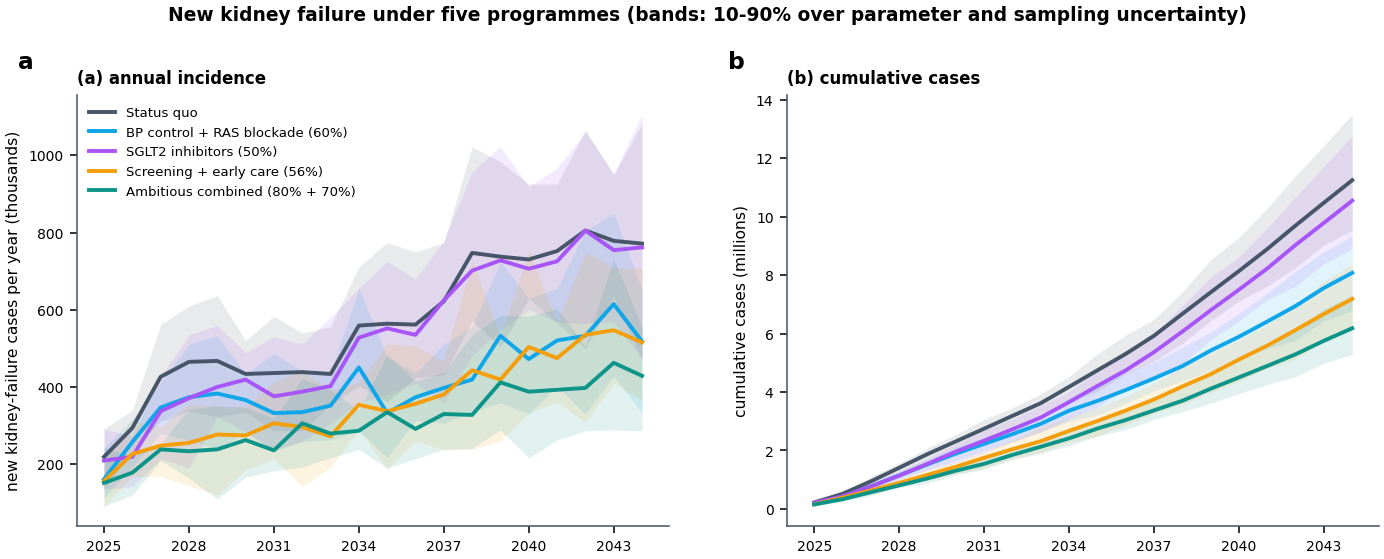 New kidney failure under five programmes (bands: 10-90% over parameter and sampling uncertainty)
a
(a) annual incidence
new kidney-failure cases per year (thousands)
Status quo
BP control + RAS blockade (60%)
SGLT2 inhibitors (50%)
Screening + early care (56%)
Ambitious combined (80% + 70%)
1000
800
600
400
200
2025
2028
2031
2034
2037
2040
2043
b
(b) cumulative cases
cumulative cases (millions)
14
12
10
8
6
4
2
0
2025
2028
2031
2034
2037
2040
2043